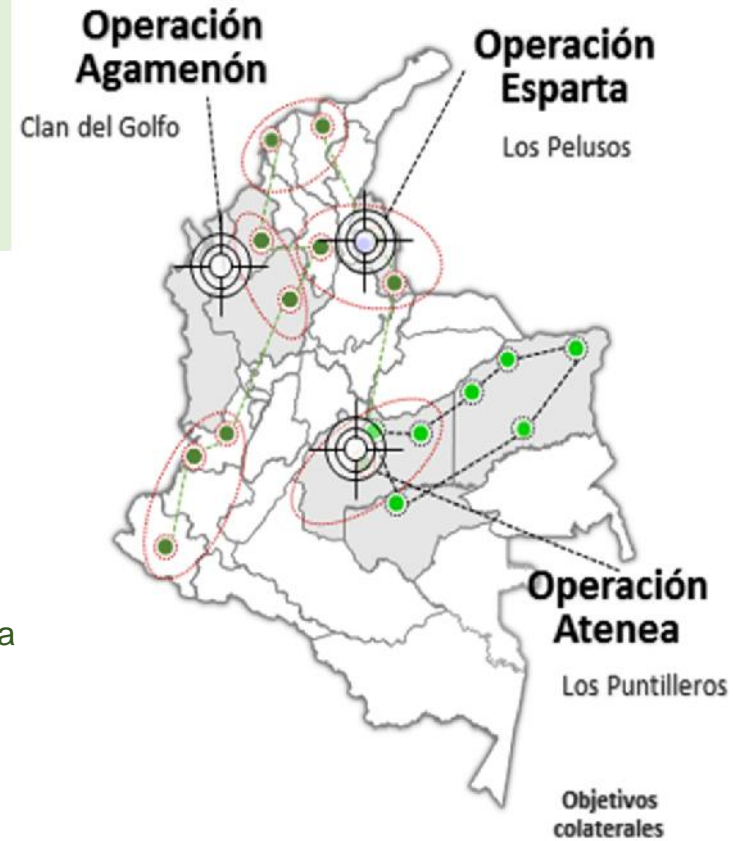 Operación
Agamenón
Clan del Golfo
Operación
Esparta
Los Pelusos
a
Operación
Atenea
Los Puntilleros
Objetivos
colaterales